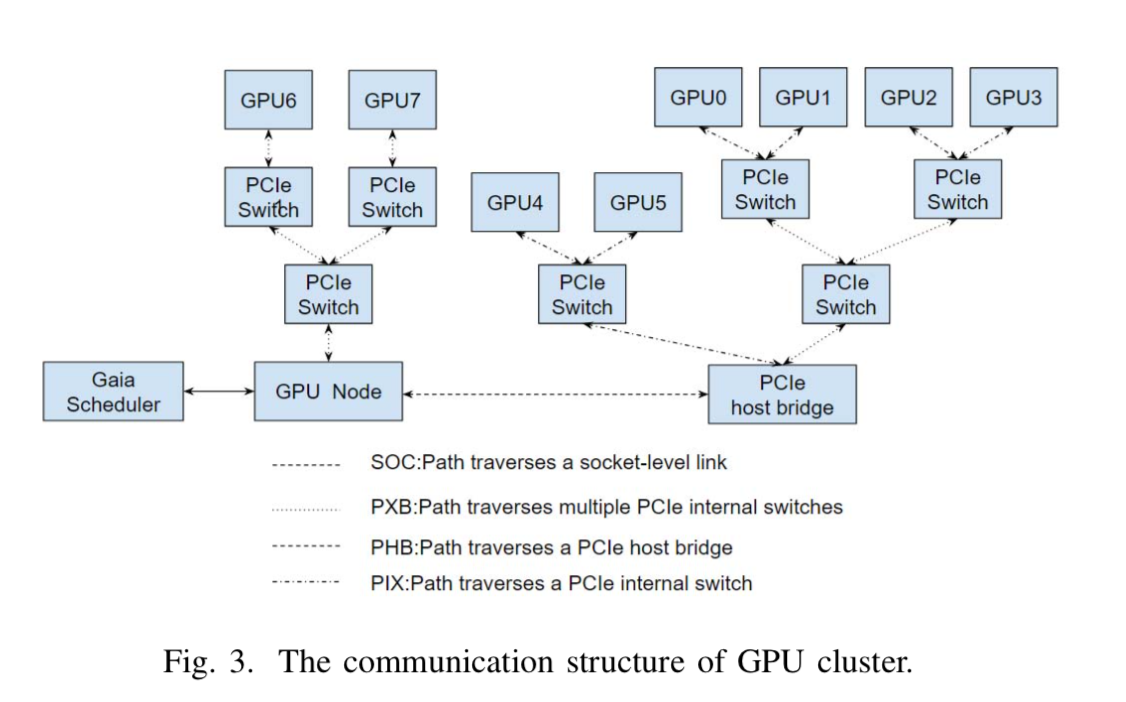 GPU6
GPU7
GPU0
GPU1
GPU2
GPU3
PCIe
Switch
PCIe
Switch
GPU4
GPU5
PCIe
Switch
PCIe
Switch
PCIe
Switch
PCIe
Switch
PCIe
Switch
Gaia
Scheduler
GPU Node
PCIe
host bridge
SOC:Path traverses a socket-level link
PXB:Path traverses multiple PCIe internal switches
PHB:Path traverses a PCIe host bridge
PIX:Path traverses a PCIe internal switch
Fig. 3. The communication structure of GPU cluster.